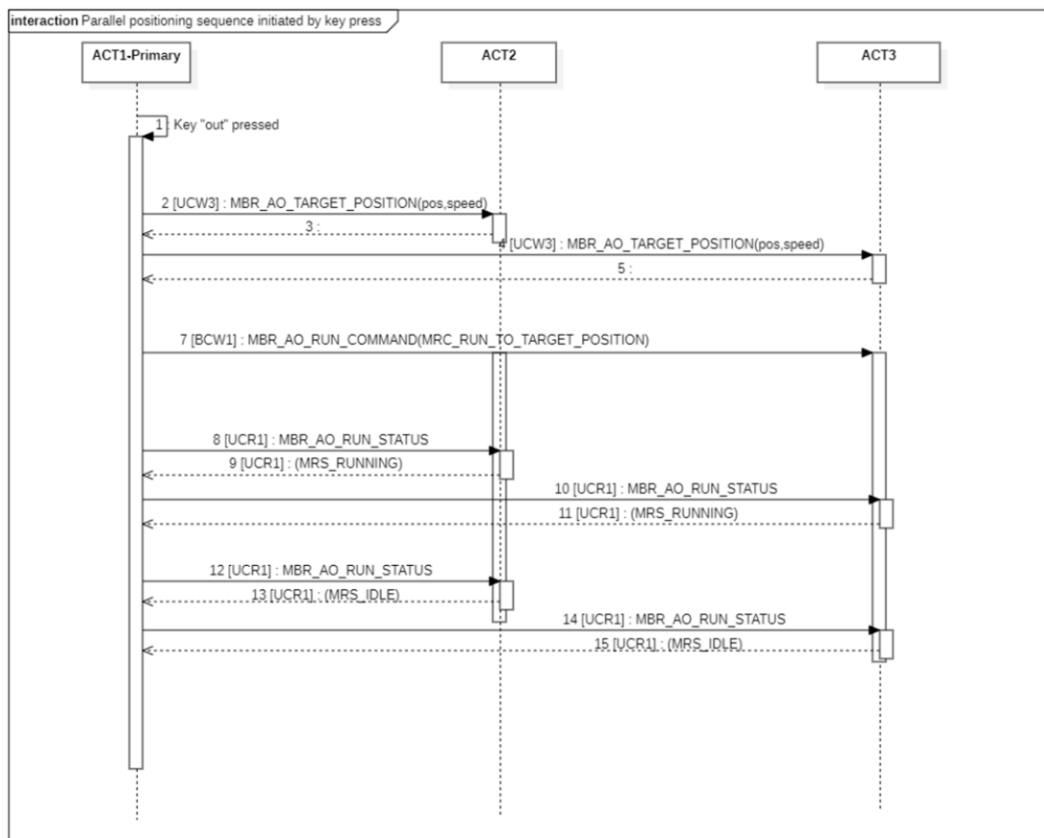 interaction Parallel positioning sequence initiated by key press
ACT1-Primary
ACT2
ACT3
1 : Key "out" pressed
2 [UCW3] : MBR_AO_TARGET_POSITION(pos,speed)
3 :
4 [UCW3] : MBR_AO_TARGET_POSITION(pos,speed)
5 :
7 [BCW1] : MBR_AO_RUN_COMMAND(MRC_RUN_TO_TARGET_POSITION)
8 [UCR1] : MBR_AO_RUN_STATUS
9 [UCR1] : (MRS_RUNNING)
10 [UCR1] : MBR_AO_RUN_STATUS
11 [UCR1] : (MRS_RUNNING)
12 [UCR1] : MBR_AO_RUN_STATUS
13 [UCR1] : (MRS_IDLE)
14 [UCR1] : MBR_AO_RUN_STATUS
15 [UCR1] : (MRS_IDLE)